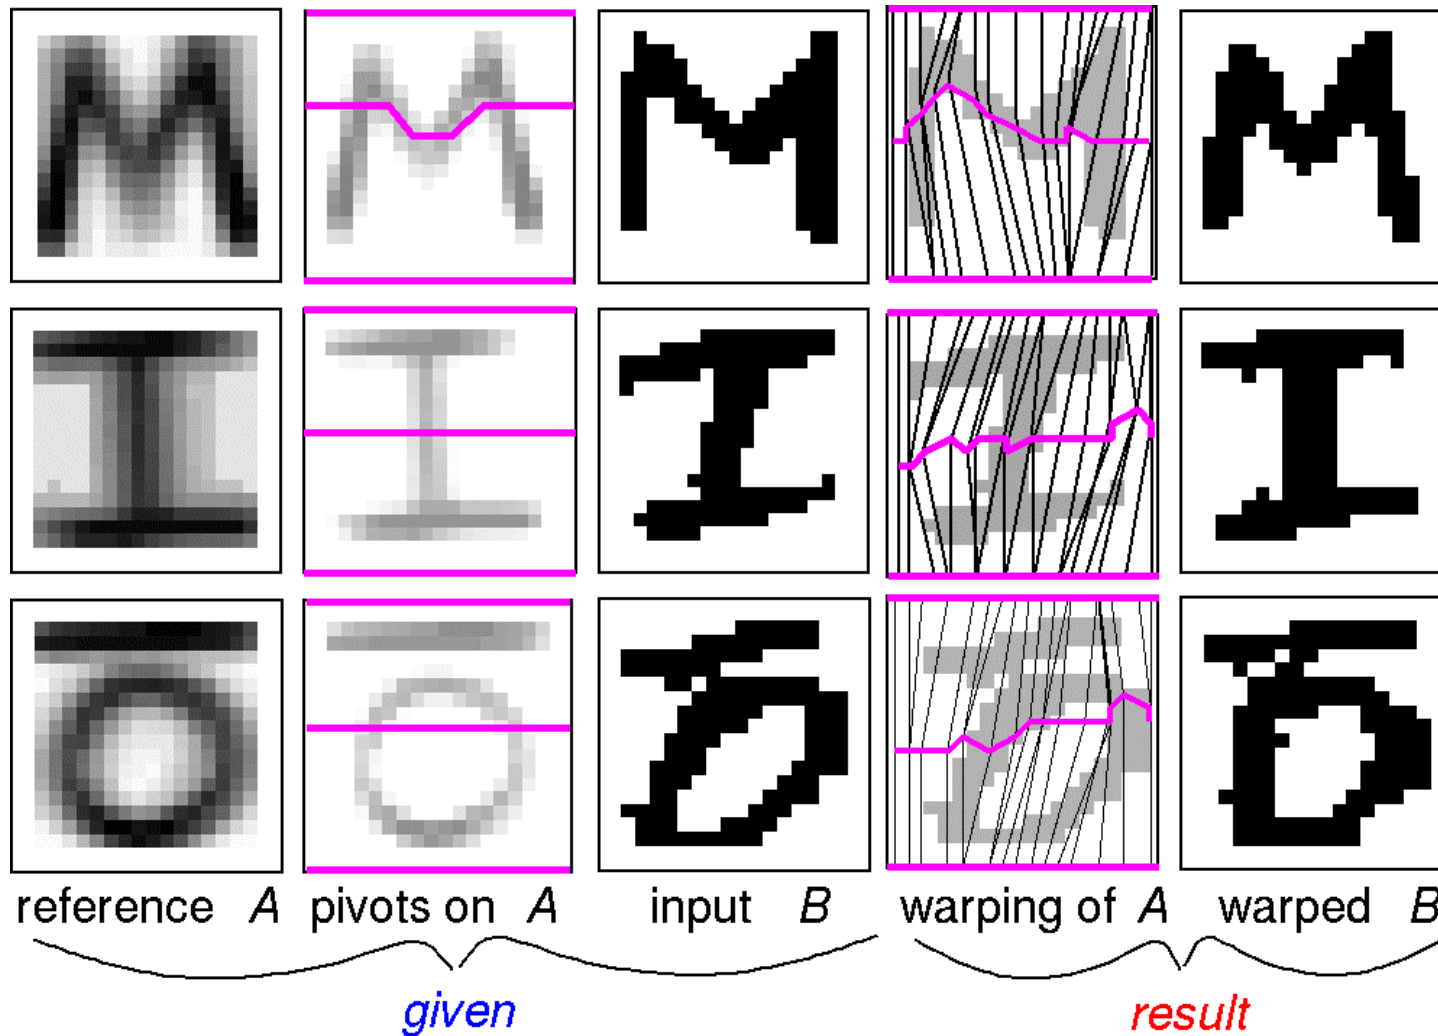 M M M M M
I I I I I
ō ō ō ō ō
reference A pivots on A input B warping of A warped B
given result